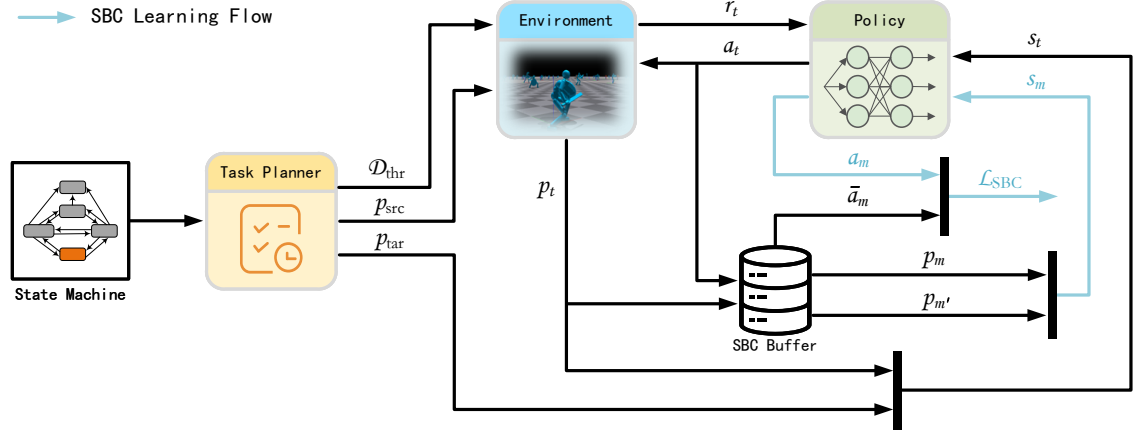 SBC Learning Flow
Environment
r_t
Policy
a_t
s_t
s_m
Task Planner
𝒟_thr
p_src
p_tar
State Machine
p_t
a_m
ā_m
ℒ_SBC
p_m
p_m'
SBC Buffer